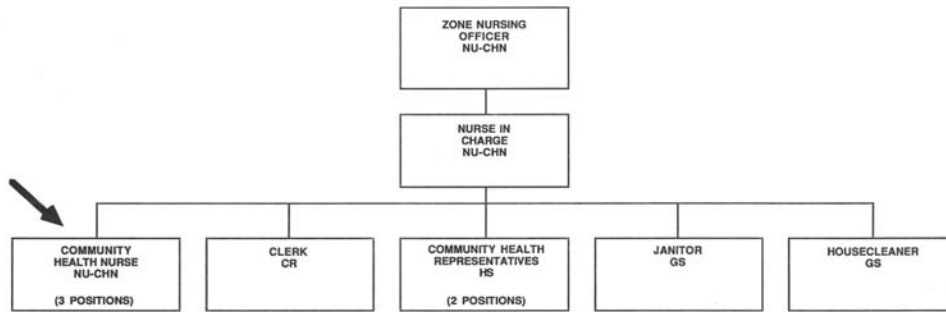 ZONE NURSING
OFFICER
NU-CHN
NURSE IN
CHARGE
NU-CHN
COMMUNITY
HEALTH NURSE
NU-CHN
(3 POSITIONS)
CLERK
CR
COMMUNITY HEALTH
REPRESENTATIVES
HS
(2 POSITIONS)
JANITOR
GS
HOUSECLEANER
GS